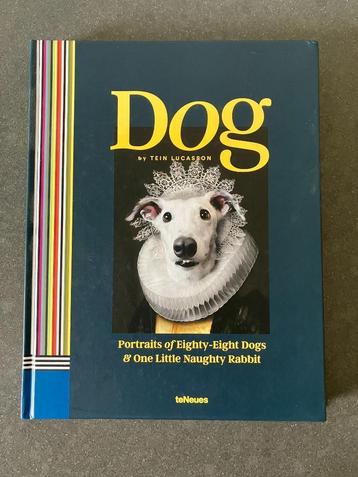 Dog
by TEIN LUCASSON
Portraits of Eighty-Eight Dogs
& One Little Naughty Rabbit
teNeues